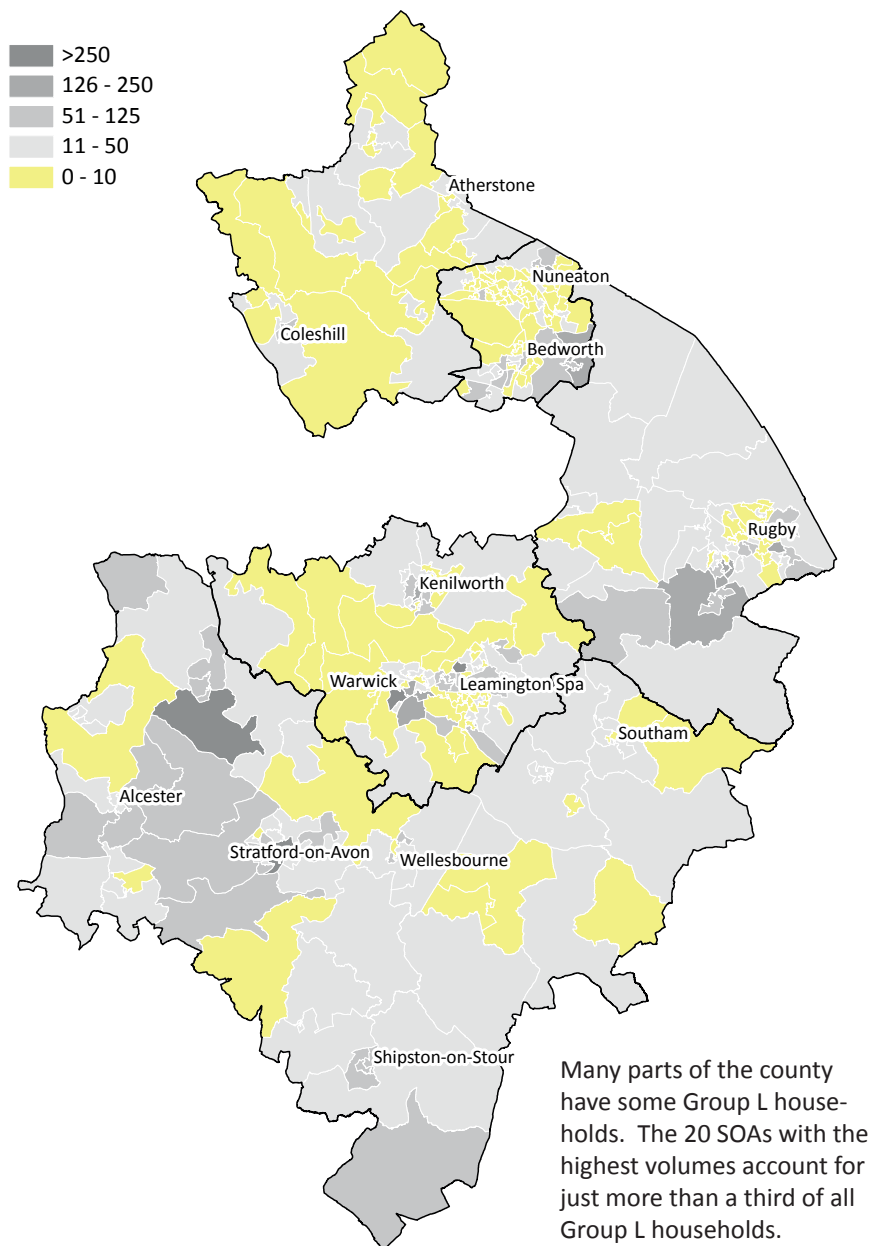 >250
126 - 250
51 - 125
11 - 50
0 - 10
Atherstone
Nuneaton
Coleshill
Bedworth
Rugby
Kenilworth
Warwick
Leamington Spa
Southam
Alcester
Stratford-on-Avon
Wellesbourne
Shipston-on-Stour
Many parts of the county
have some Group L house-
holds.  The 20 SOAs with the
highest volumes account for
just more than a third of all
Group L households.